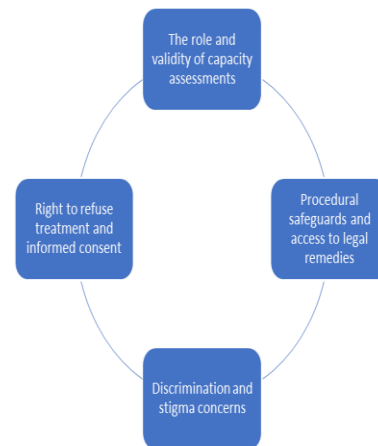 The role and
validity of capacity
assessments
Right to refuse
treatment and
informed consent
Procedural
safeguards and
access to legal
remedies
Discrimination and
stigma concerns